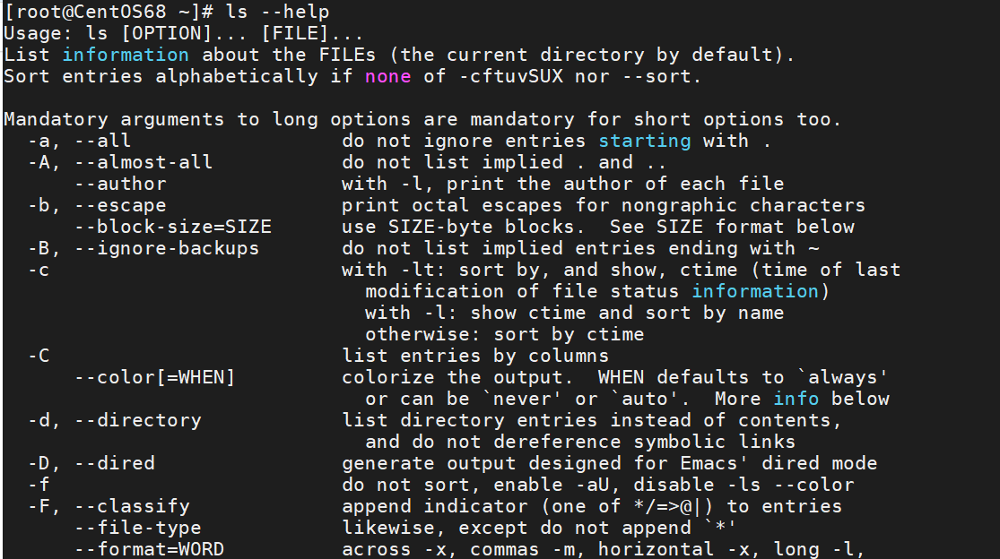 [root@CentOS68 ~]# ls --help
Usage: ls [OPTION]... [FILE]...
List information about the FILEs (the current directory by default).
Sort entries alphabetically if none of -cftuvSUX nor --sort.

Mandatory arguments to long options are mandatory for short options too.
  -a, --all                  do not ignore entries starting with .
  -A, --almost-all           do not list implied . and ..
      --author               with -l, print the author of each file
  -b, --escape               print octal escapes for nongraphic characters
      --block-size=SIZE      use SIZE-byte blocks.  See SIZE format below
  -B, --ignore-backups       do not list implied entries ending with ~
  -c                         with -lt: sort by, and show, ctime (time of last
                               modification of file status information)
                               with -l: show ctime and sort by name
                               otherwise: sort by ctime
  -C                         list entries by columns
      --color[=WHEN]         colorize the output.  WHEN defaults to `always'
                               or can be `never' or `auto'.  More info below
  -d, --directory            list directory entries instead of contents,
                               and do not dereference symbolic links
  -D, --dired                generate output designed for Emacs' dired mode
  -f                         do not sort, enable -aU, disable -ls --color
  -F, --classify             append indicator (one of */=>@|) to entries
      --file-type            likewise, except do not append `*'
      --format=WORD          across -x, commas -m, horizontal -x, long -l,